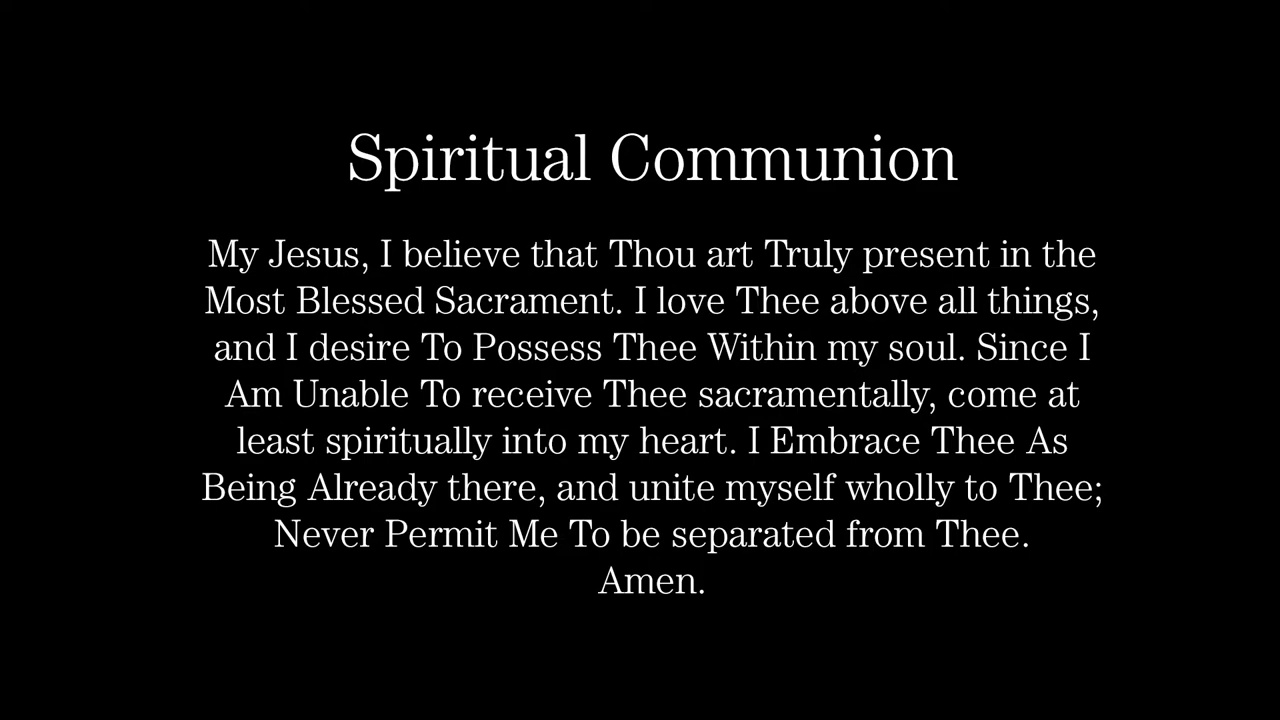 Spiritual Communion
My Jesus, I believe that Thou art Truly present in the
Most Blessed Sacrament. I love Thee above all things,
and I desire To Possess Thee Within my soul. Since I
Am Unable To receive Thee sacramentally, come at
least spiritually into my heart. I Embrace Thee As
Being Already there, and unite myself wholly to Thee;
Never Permit Me To be separated from Thee.
Amen.